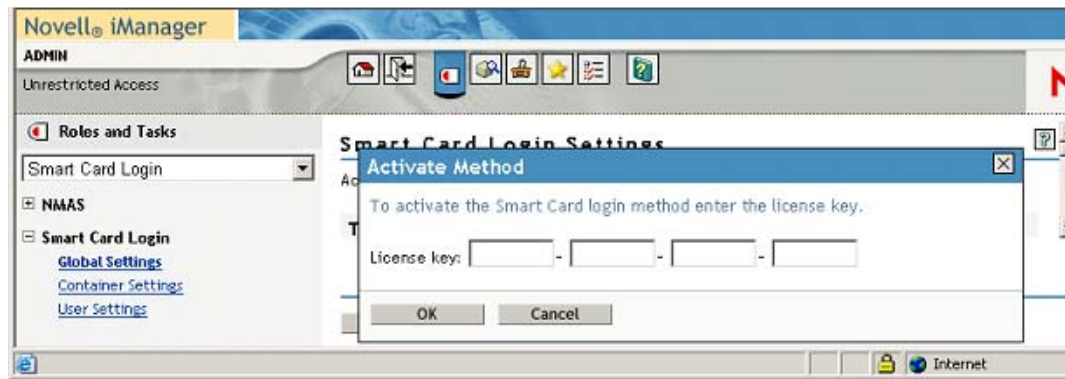 Novell® iManager
ADMIN
Unrestricted Access
N
Roles and Tasks
Smart Card Login
NMAS
Smart Card Login
Global Settings
Container Settings
User Settings
Smart Card Login Settings
Activate Method
To activate the Smart Card login method enter the license key.
License key: - - -
OK Cancel
Internet